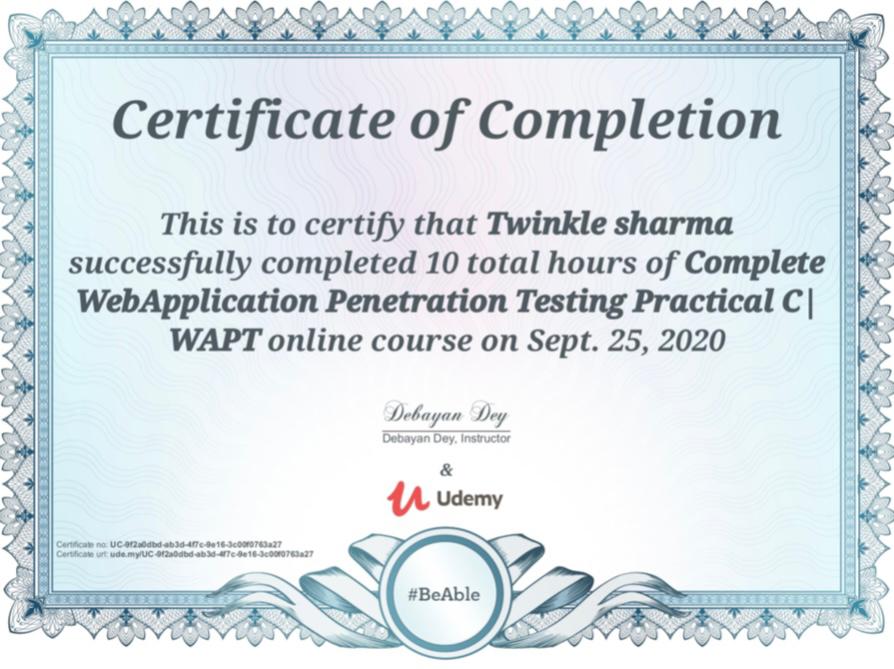 Certificate of Completion
This is to certify that Twinkle sharma
successfully completed 10 total hours of Complete
WebApplication Penetration Testing Practical C|
WAPT online course on Sept. 25, 2020
Debayan Dey
Debayan Dey, Instructor
&
Udemy
Certificate no: UC-9f2a0dbd-ab3d-4f7c-9e16-3c00f0763a27
Certificate url: ude.my/UC-9f2a0dbd-ab3d-4f7c-9e16-3c00f0763a27
#BeAble